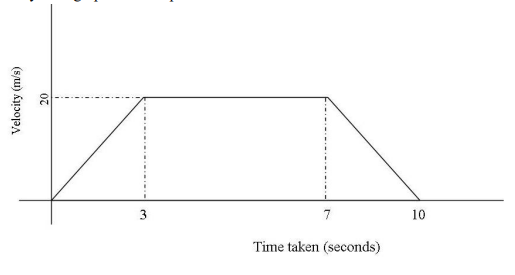 Velocity (m/s)
20
3 7 10
Time taken (seconds)